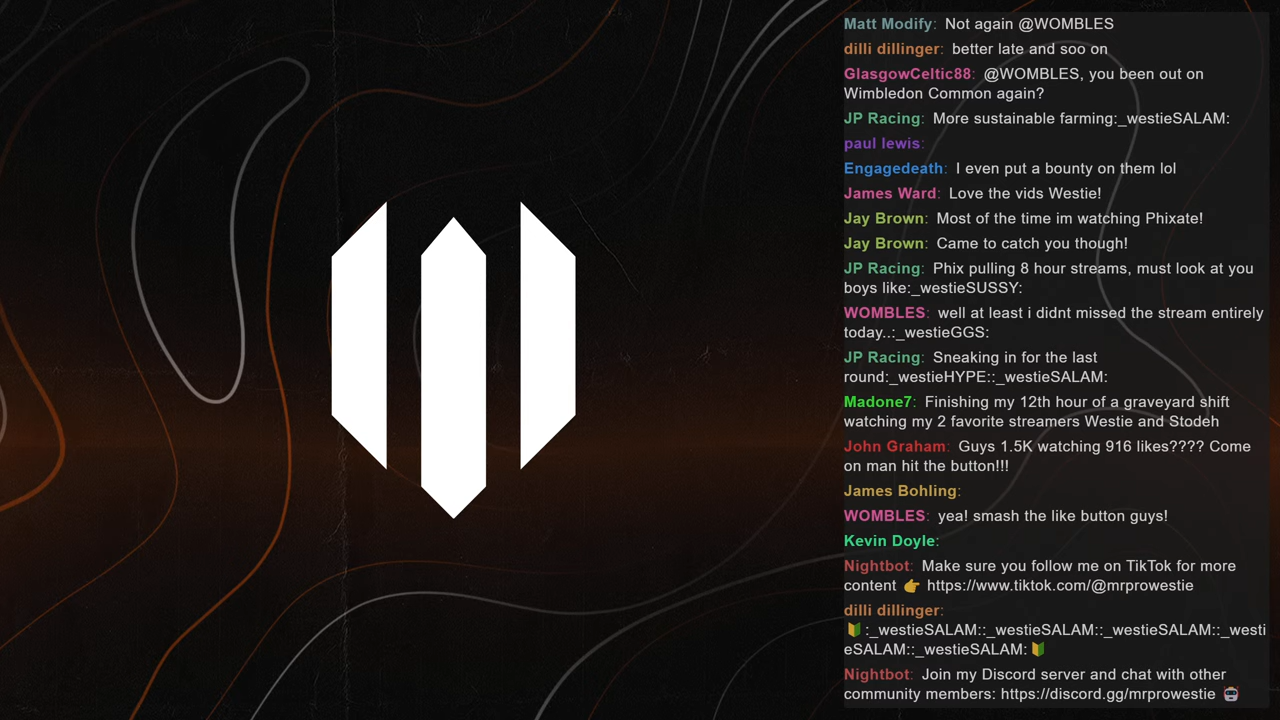 Matt Modify: Not again @WOMBLES
dilli dillinger: better late and soo on
GlasgowCeltic88: @WOMBLES, you been out on
Wimbledon Common again?
JP Racing: More sustainable farming:_westieSALAM:
paul lewis:
Engagedeath: I even put a bounty on them lol
James Ward: Love the vids Westie!
Jay Brown: Most of the time im watching Phixate!
Jay Brown: Came to catch you though!
JP Racing: Phix pulling 8 hour streams, must look at you
boys like:_westieSUSSY:
WOMBLES: well at least i didnt missed the stream entirely
today..:_westieGGS:
JP Racing: Sneaking in for the last
round:_westieHYPE::_westieSALAM:
Madone7: Finishing my 12th hour of a graveyard shift
watching my 2 favorite streamers Westie and Stodeh
John Graham: Guys 1.5K watching 916 likes???? Come
on man hit the button!!!
James Bohling:
WOMBLES: yea! smash the like button guys!
Kevin Doyle:
Nightbot: Make sure you follow me on TikTok for more
content 👉 https://www.tiktok.com/@mrprowestie
dilli dillinger:
🔰:_westieSALAM::_westieSALAM::_westieSALAM::_westi
eSALAM::_westieSALAM:🔰
Nightbot: Join my Discord server and chat with other
community members: https://discord.gg/mrprowestie 🤖